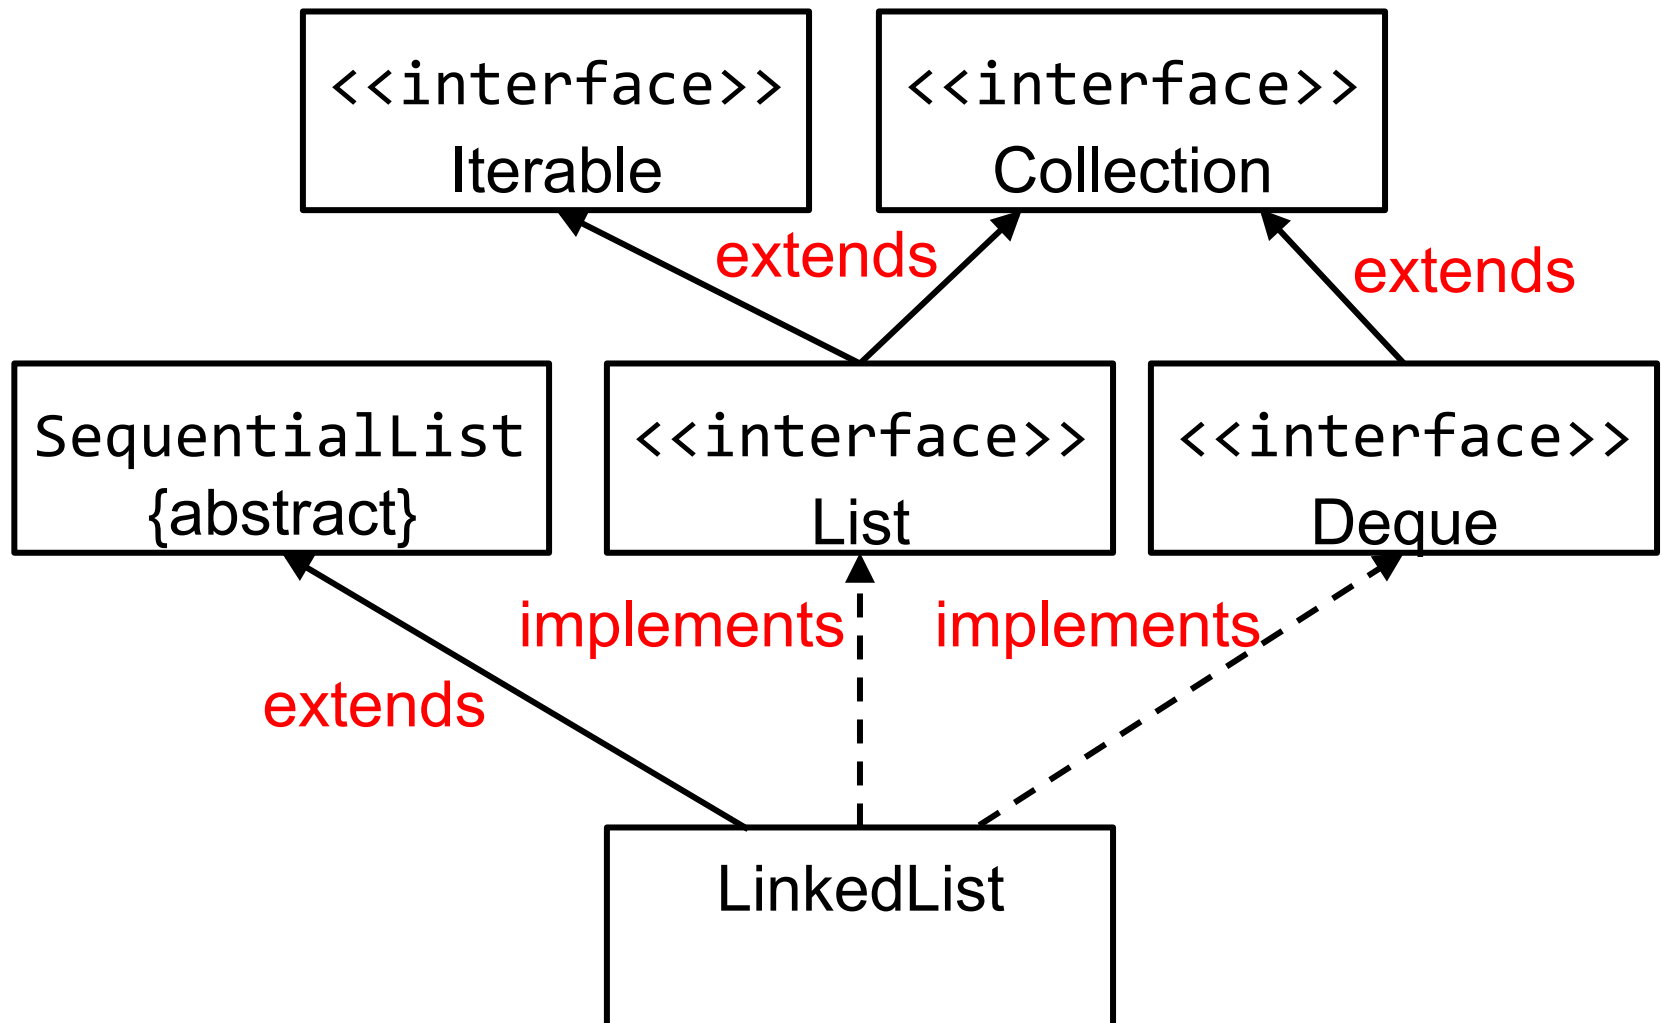 <<interface>>
Iterable
<<interface>>
Collection
extends
extends
SequentialList
{abstract}
<<interface>>
List
<<interface>>
Deque
implements
implements
extends
LinkedList